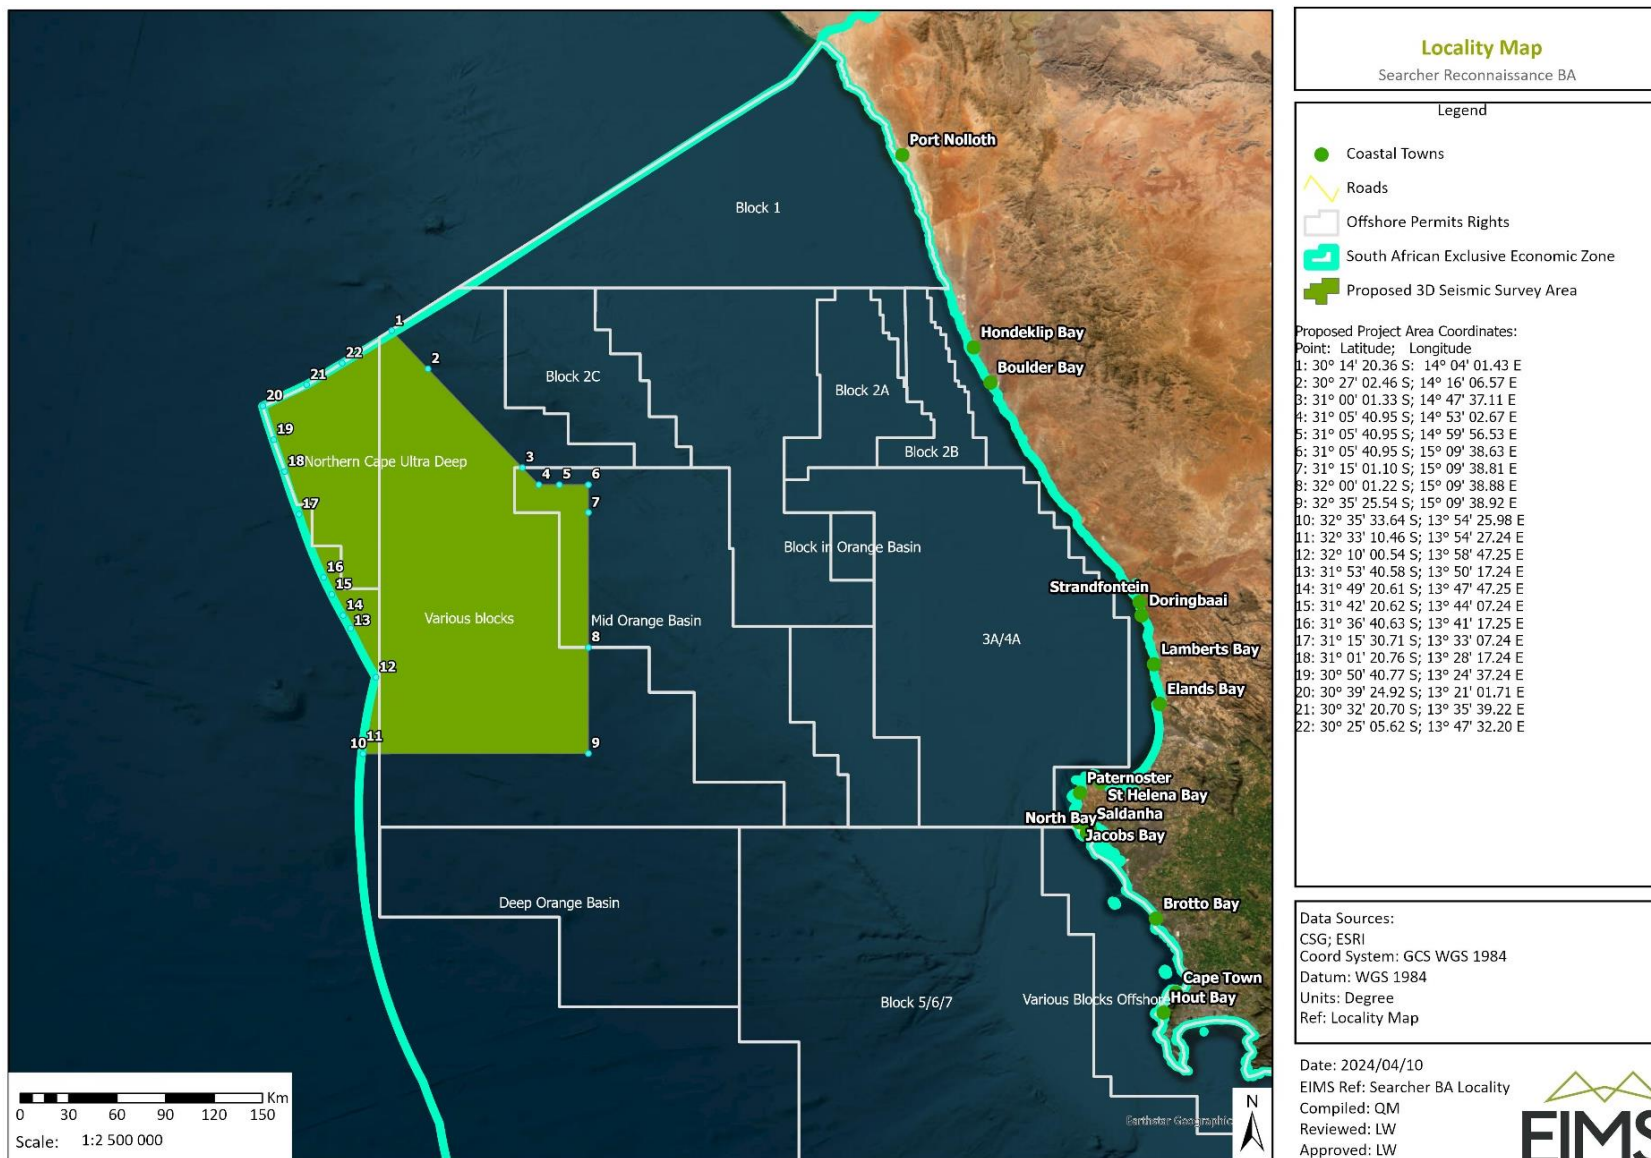 Port Nolloth
Block 1
1
2
22
21
20
19
18
Northern Cape Ultra Deep
17
3
4
5
6
7
16
15
14
13
12
11
10
8
9
Block 2C
Block 2A
Block 2B
Hondeklip Bay
Boulder Bay
Block in Orange Basin
Various blocks
Mid Orange Basin
3A/4A
Strandfontein
Doringbaai
Lamberts Bay
Elands Bay
Paternoster
St Helena Bay
North Bay
Saldanha
Jacobs Bay
Deep Orange Basin
Brotto Bay
Block 5/6/7
Various Blocks Offshore
Cape Town
Hout Bay
Earthstar Geographic
N
Km
0 30 60 90 120 150
Scale: 1:2 500 000
Locality Map
Searcher Reconnaissance BA
Legend
Coastal Towns
Roads
Offshore Permits Rights
South African Exclusive Economic Zone
Proposed 3D Seismic Survey Area
Proposed Project Area Coordinates:
Point: Latitude; Longitude
1: 30° 14' 20.36 S: 14° 04' 01.43 E
2: 30° 27' 02.46 S; 14° 16' 06.57 E
3: 31° 00' 01.33 S; 14° 47' 37.11 E
4: 31° 05' 40.95 S; 14° 53' 02.67 E
5: 31° 05' 40.95 S; 14° 59' 56.53 E
6: 31° 05' 40.95 S; 15° 09' 38.63 E
7: 31° 15' 01.10 S; 15° 09' 38.81 E
8: 32° 00' 01.22 S; 15° 09' 38.88 E
9: 32° 35' 25.54 S; 15° 09' 38.92 E
10: 32° 35' 33.64 S; 13° 54' 25.98 E
11: 32° 33' 10.46 S; 13° 54' 27.24 E
12: 32° 10' 00.54 S; 13° 58' 47.25 E
13: 31° 53' 40.58 S; 13° 50' 17.24 E
14: 31° 49' 20.61 S; 13° 47' 47.25 E
15: 31° 42' 20.62 S; 13° 44' 07.24 E
16: 31° 36' 40.63 S; 13° 41' 17.25 E
17: 31° 15' 30.71 S; 13° 33' 07.24 E
18: 31° 01' 20.76 S; 13° 28' 17.24 E
19: 30° 50' 40.77 S; 13° 24' 37.24 E
20: 30° 39' 24.92 S; 13° 21' 01.71 E
21: 30° 32' 20.70 S; 13° 35' 39.22 E
22: 30° 25' 05.62 S; 13° 47' 32.20 E
Data Sources:
CSG; ESRI
Coord System: GCS WGS 1984
Datum: WGS 1984
Units: Degree
Ref: Locality Map
Date: 2024/04/10
EIMS Ref: Searcher BA Locality
Compiled: QM
Reviewed: LW
Approved: LW
EIMS